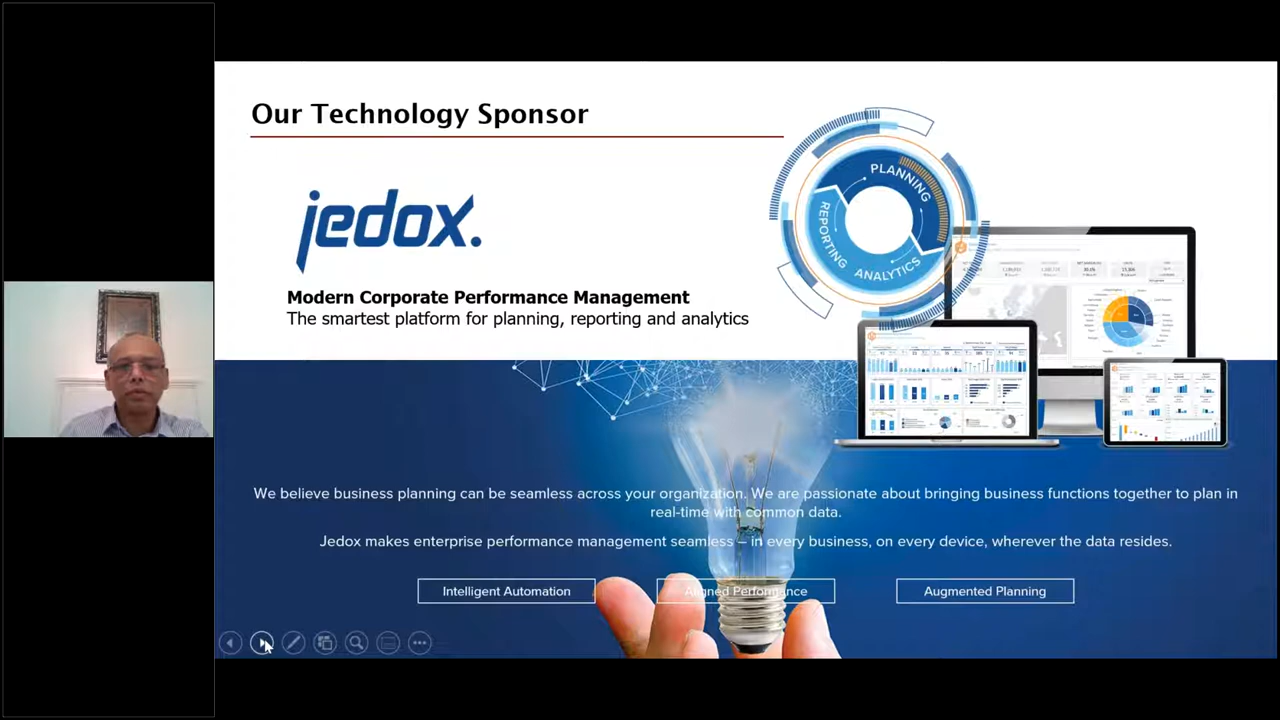 Our Technology Sponsor
jedox.
Modern Corporate Performance Management
The smartest platform for planning, reporting and analytics
PLANNING
REPORTING
ANALYTICS
We believe business planning can be seamless across your organization. We are passionate about bringing business functions together to plan in
real-time with common data.
Jedox makes enterprise performance management seamless – in every business, on every device, wherever the data resides.
Intelligent Automation
Aligned Performance
Augmented Planning